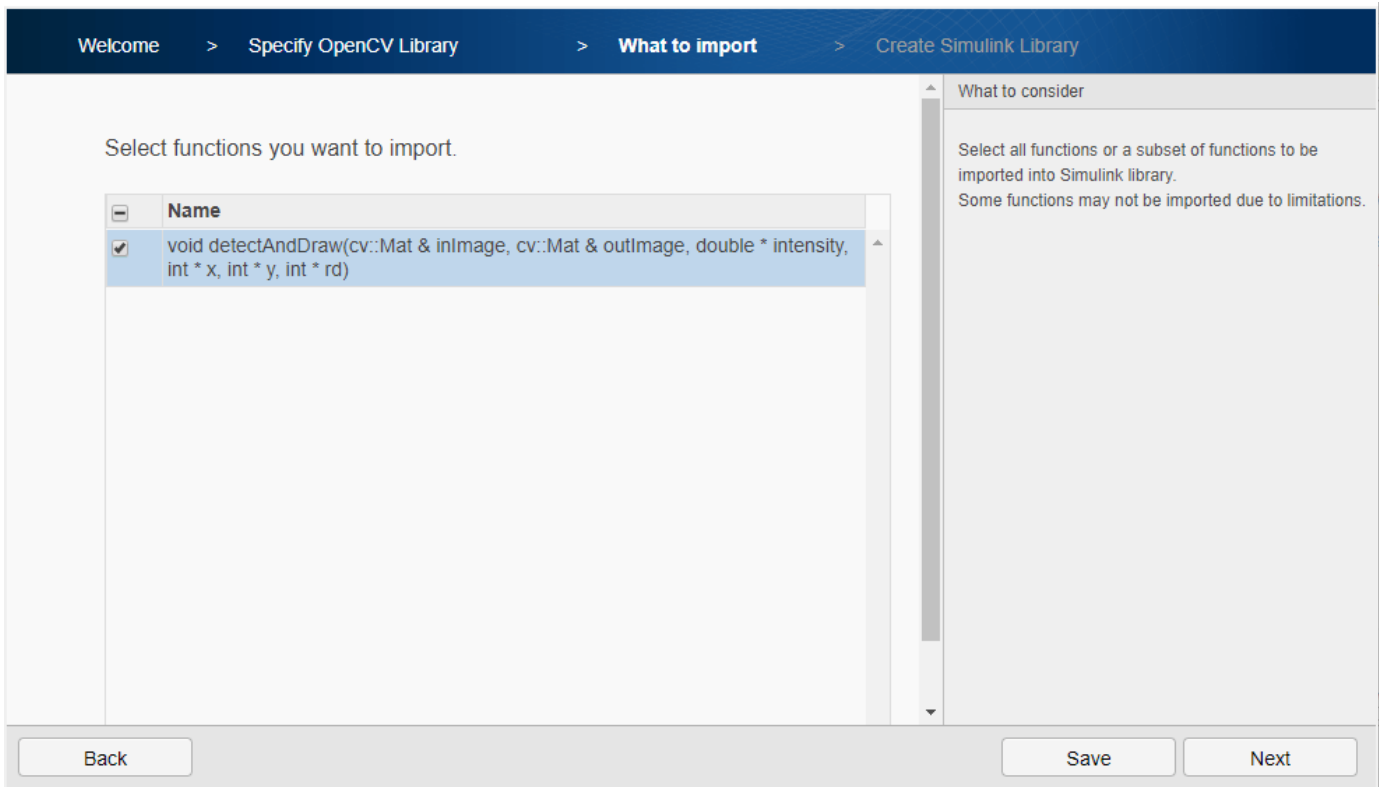 Welcome > Specify OpenCV Library > What to import > Create Simulink Library
What to consider
Select functions you want to import.
Select all functions or a subset of functions to be
imported into Simulink library.
Some functions may not be imported due to limitations.
Name
void detectAndDraw(cv::Mat & inImage, cv::Mat & outImage, double * intensity,
int * x, int * y, int * rd)
Back Save Next